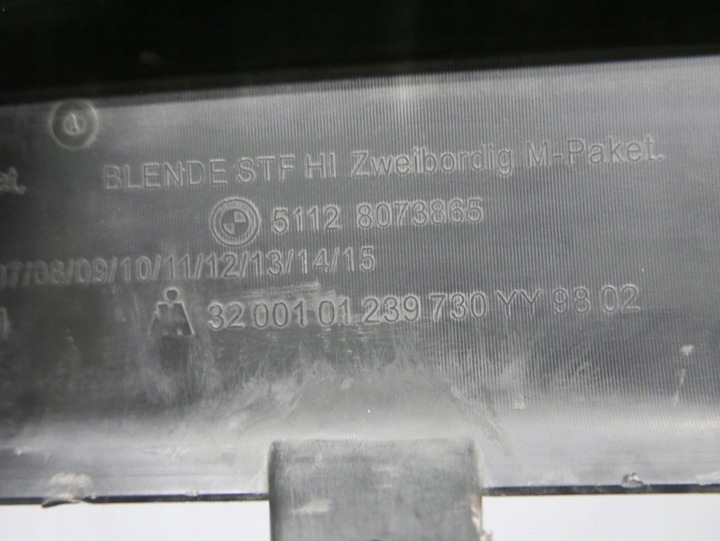 et. BLENDE STF HI Zweibordig M-Paket.
5112 8073865
07/08/09/10/11/12/13/14/15
32 001 01 239 730 YY 98 02